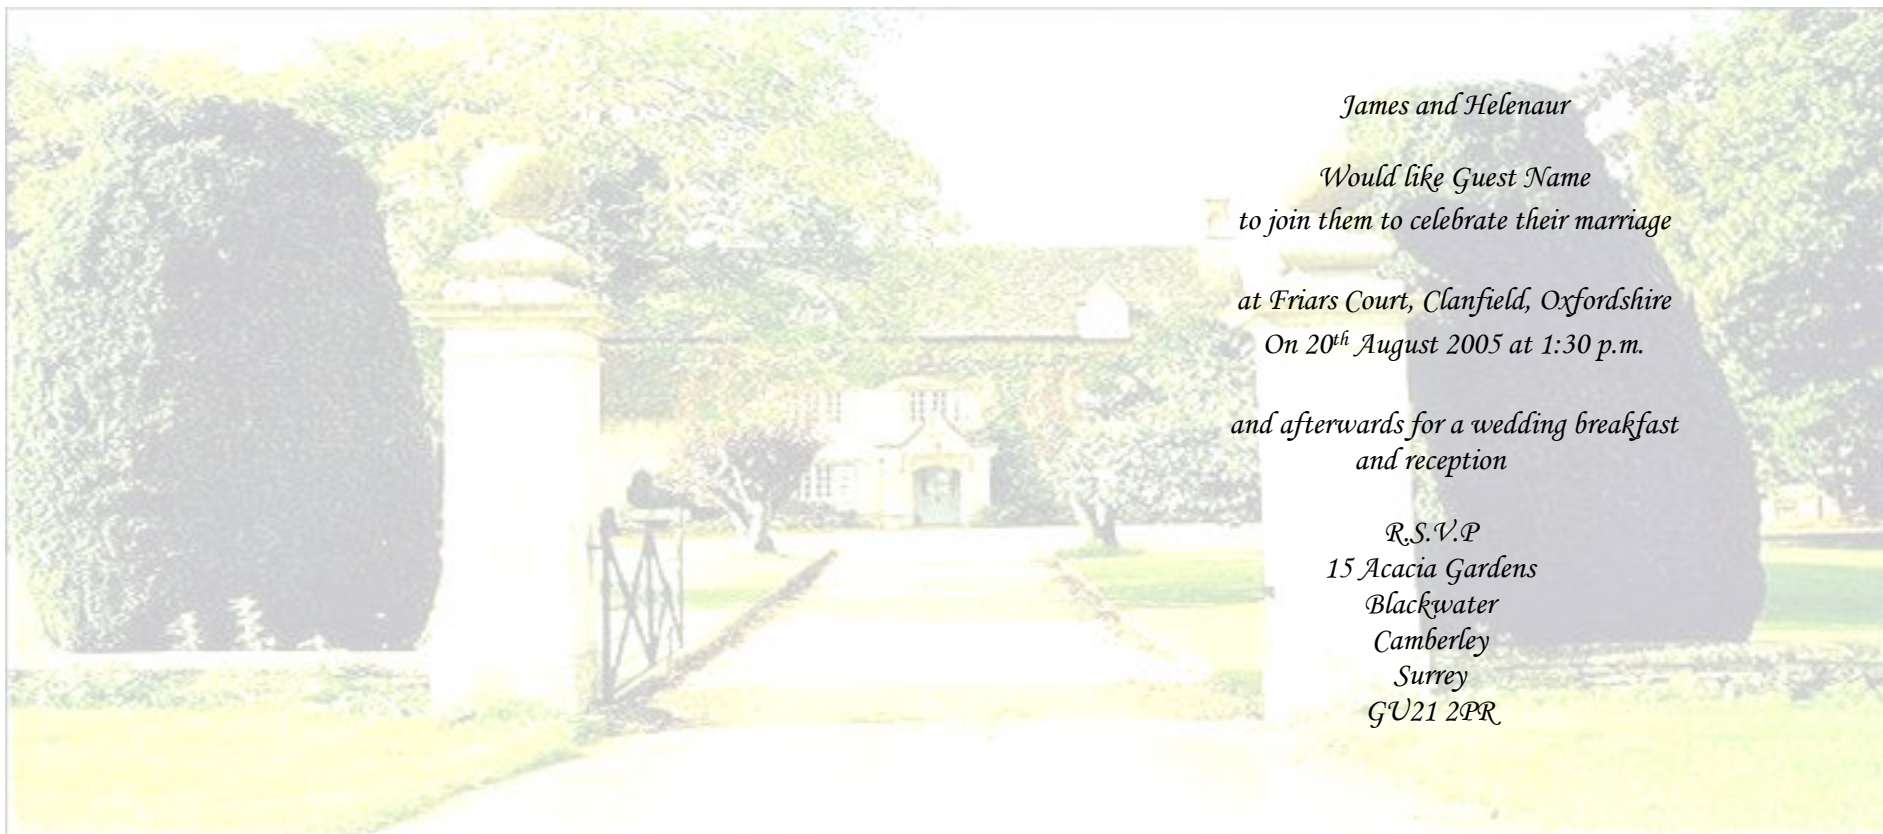 James and Helenaur
Would like Guest Name
to join them to celebrate their marriage
at Friars Court, Clanfield, Oxfordshire
On 20th August 2005 at 1:30 p.m.
and afterwards for a wedding breakfast
and reception
R.S.V.P
15 Acacia Gardens
Blackwater
Camberley
Surrey
GU21 2PR